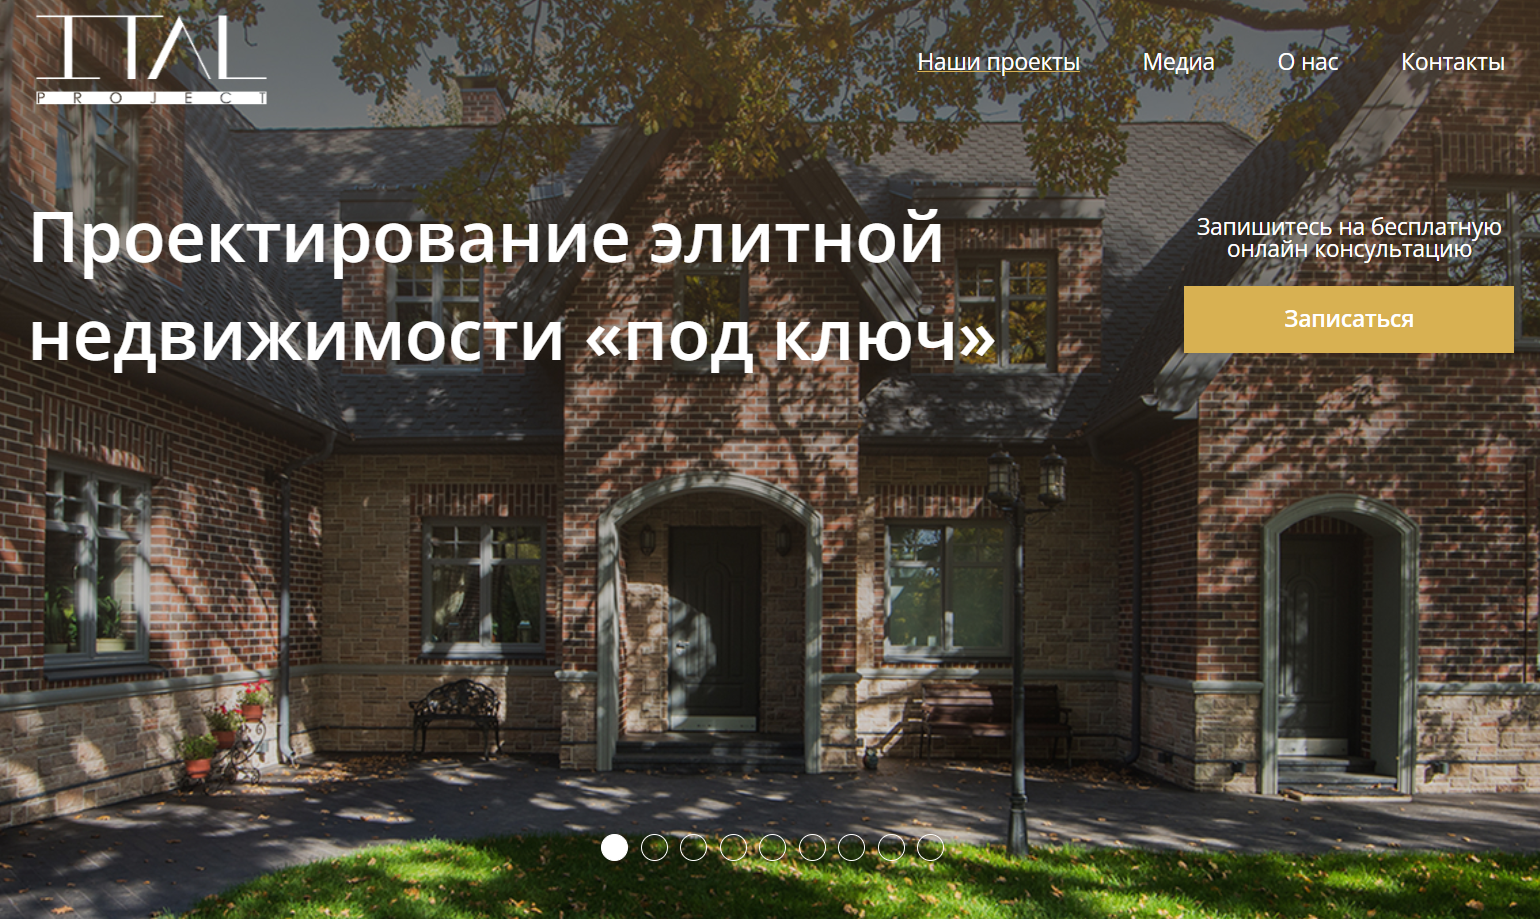 ITAL
PROJECT
Наши проекты
Медиа
О нас
Контакты
Проектирование элитной
недвижимости «под ключ»
Запишитесь на бесплатную
онлайн консультацию
Записаться